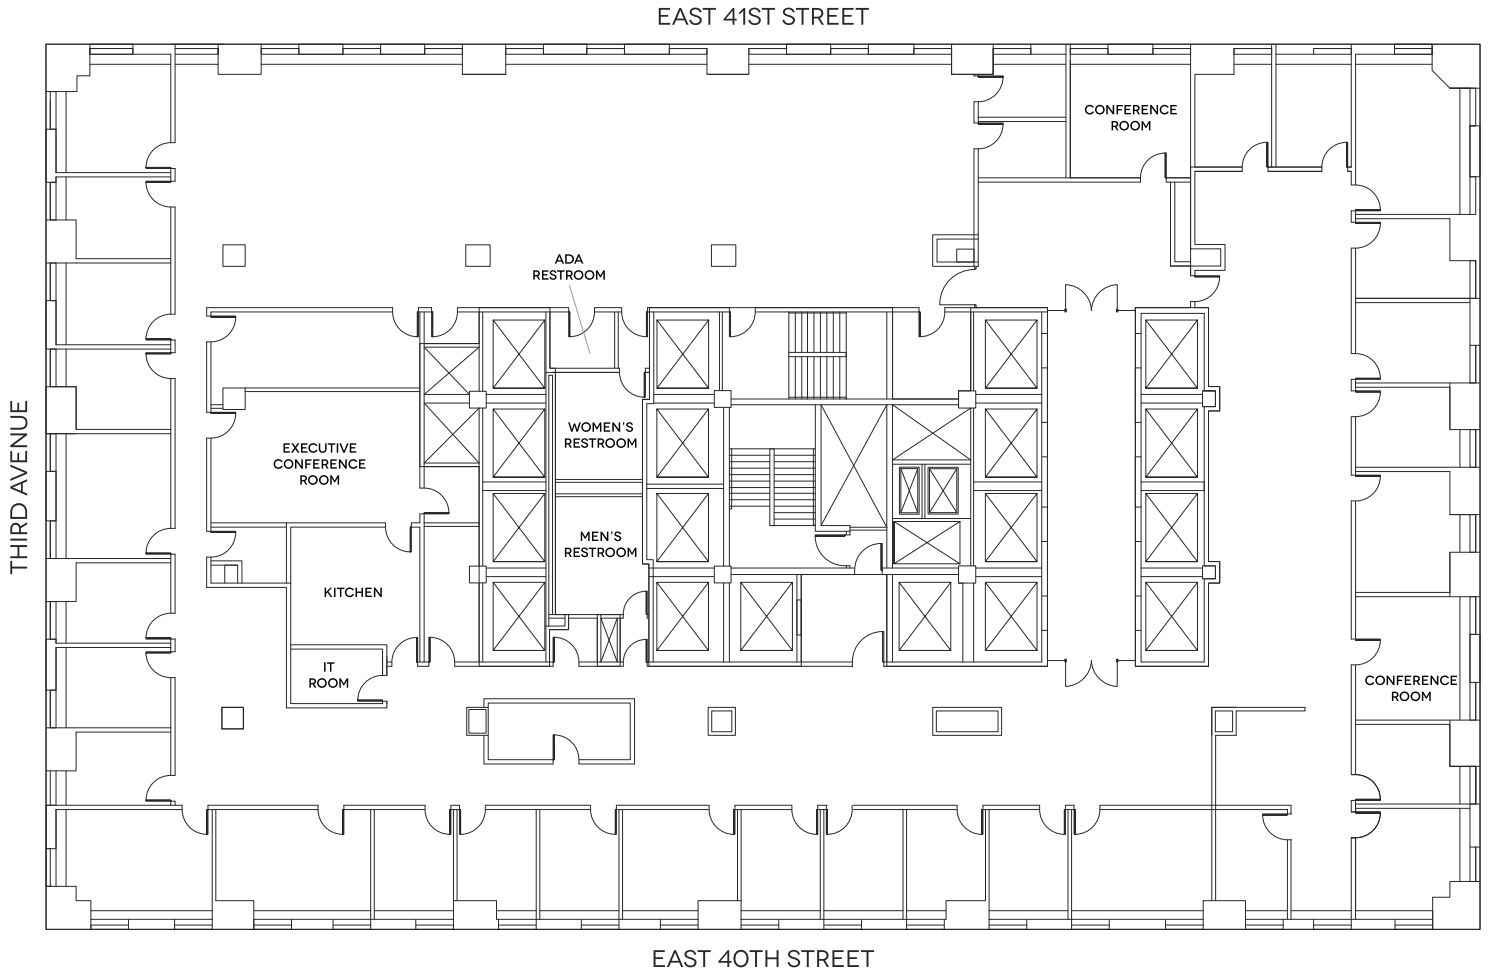 EAST 41ST STREET
CONFERENCE
ROOM
ADA
RESTROOM
THIRD AVENUE
EXECUTIVE
CONFERENCE
ROOM
WOMEN'S
RESTROOM
MEN'S
RESTROOM
KITCHEN
IT
ROOM
CONFERENCE
ROOM
EAST 40TH STREET